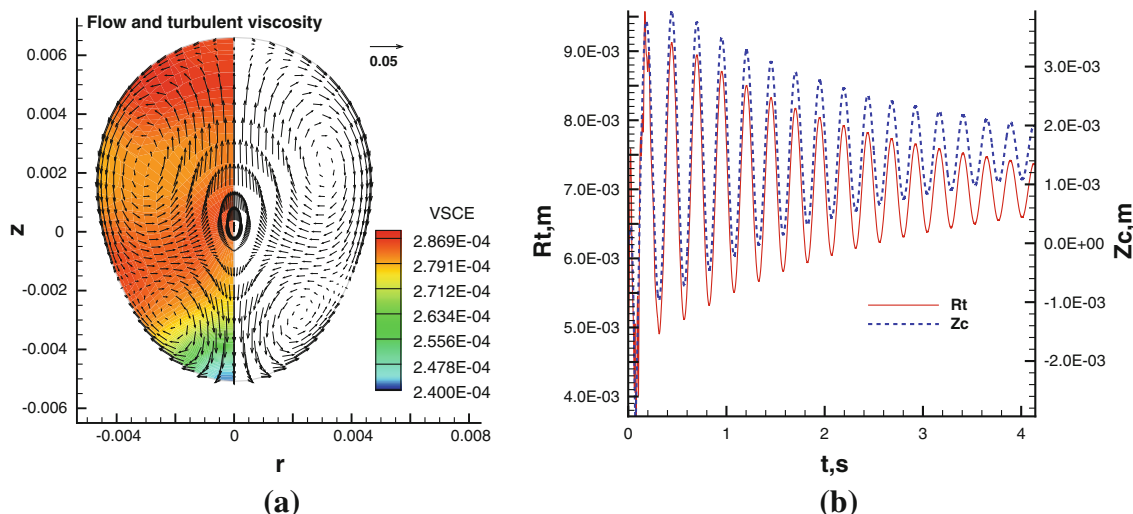 Flow and turbulent viscosity
0.05
0.006
0.004
0.002
0
-0.002
-0.004
-0.006
z
-0.004
0
0.004
0.008
r
VSCE
2.869E-04
2.791E-04
2.712E-04
2.634E-04
2.556E-04
2.478E-04
2.400E-04
(a)
9.0E-03
8.0E-03
7.0E-03
6.0E-03
5.0E-03
4.0E-03
Rt,m
0
1
2
3
4
t,s
3.0E-03
2.0E-03
1.0E-03
0.0E+00
-1.0E-03
-2.0E-03
Zc,m
Rt
Zc
(b)